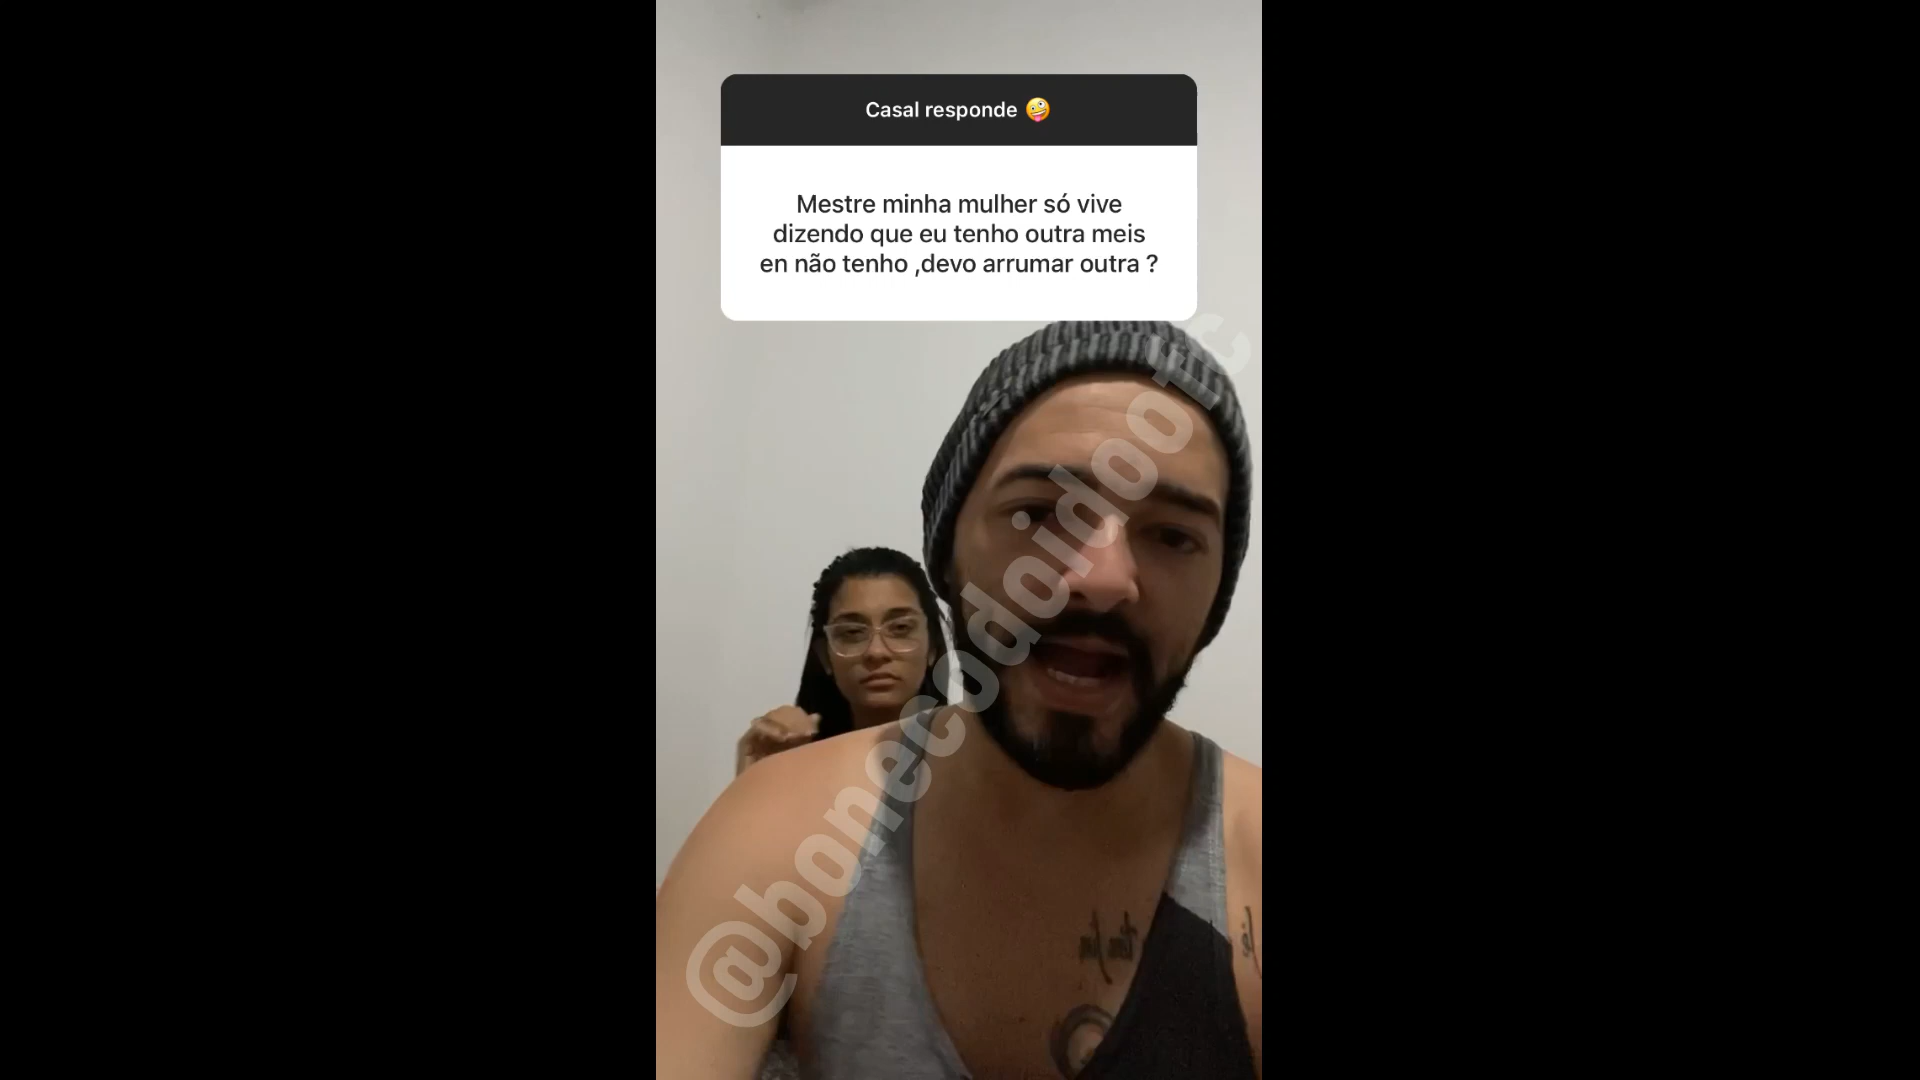 Casal responde 🤪
Mestre minha mulher só vive
dizendo que eu tenho outra meis
en não tenho ,devo arrumar outra ?
@bonecodoidoofc